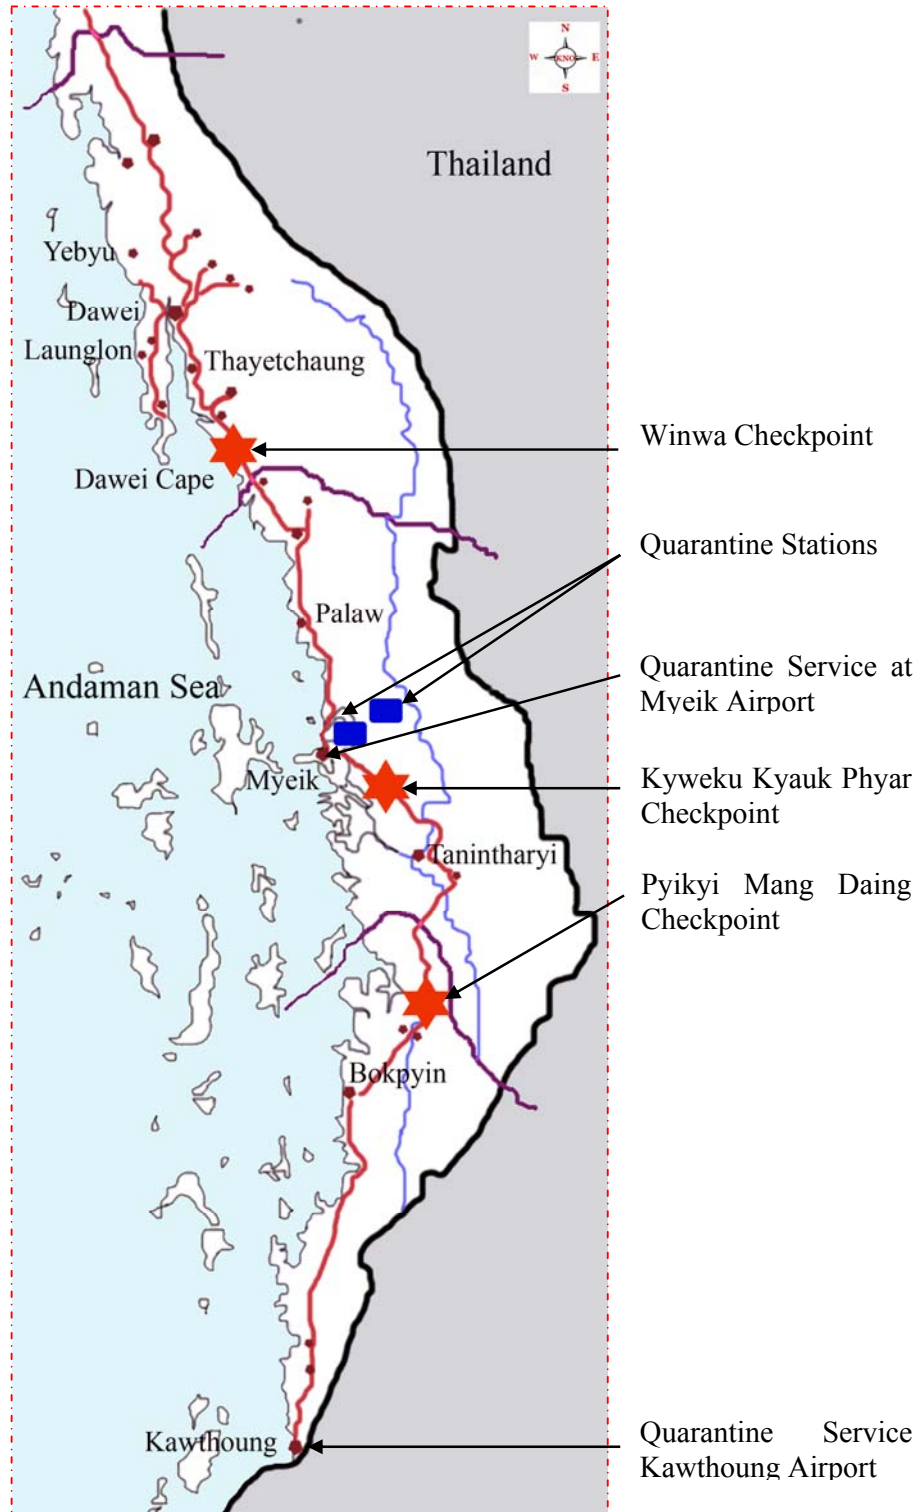 N
W KNO E
S
Thailand
Yebyu
Dawei
Launglon
Thayetchaung
Winwa Checkpoint
Dawei Cape
Quarantine Stations
Palaw
Quarantine Service at
Myeik Airport
Andaman Sea
Myeik
Kyweku Kyauk Phyar
Checkpoint
Tanintharyi
Pyikyi Mang Daing
Checkpoint
Bokpyin
Kawthoung
Quarantine Service
Kawthoung Airport